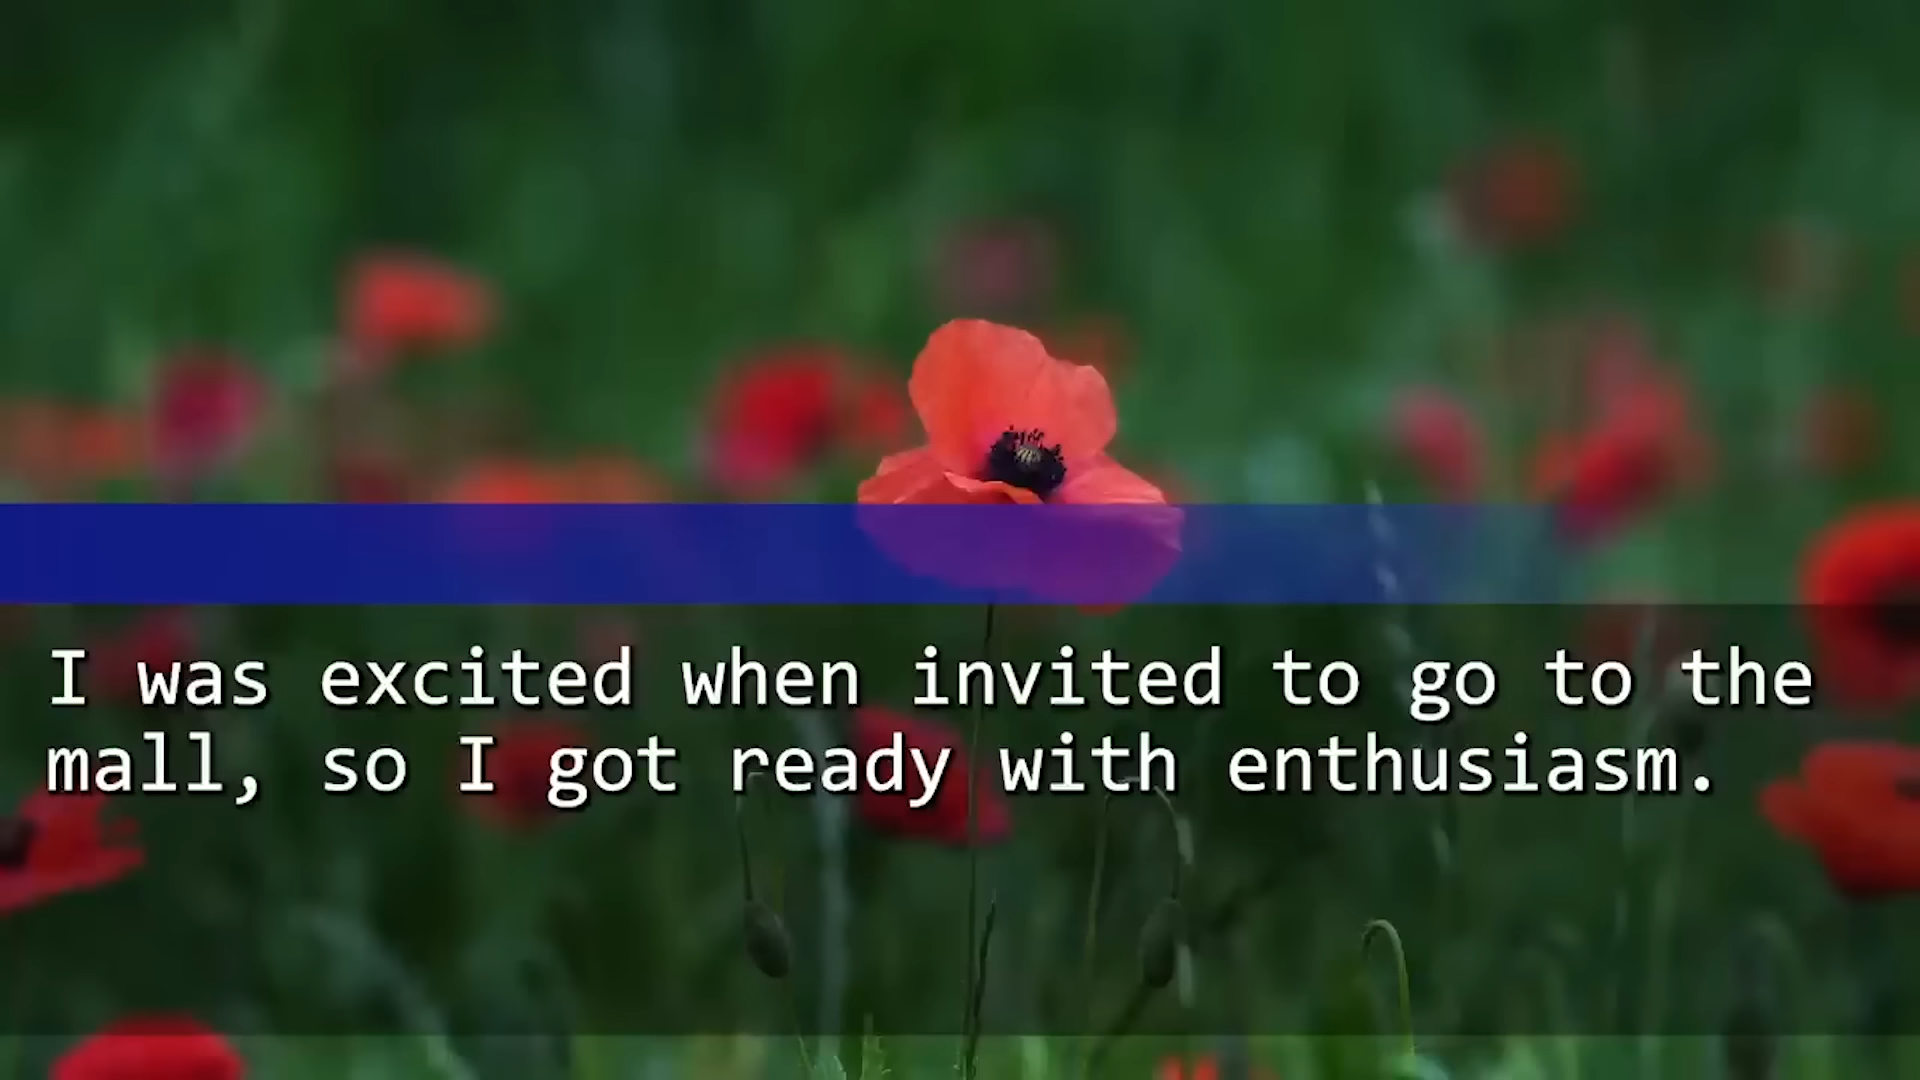 I was excited when invited to go to the
mall, so I got ready with enthusiasm.